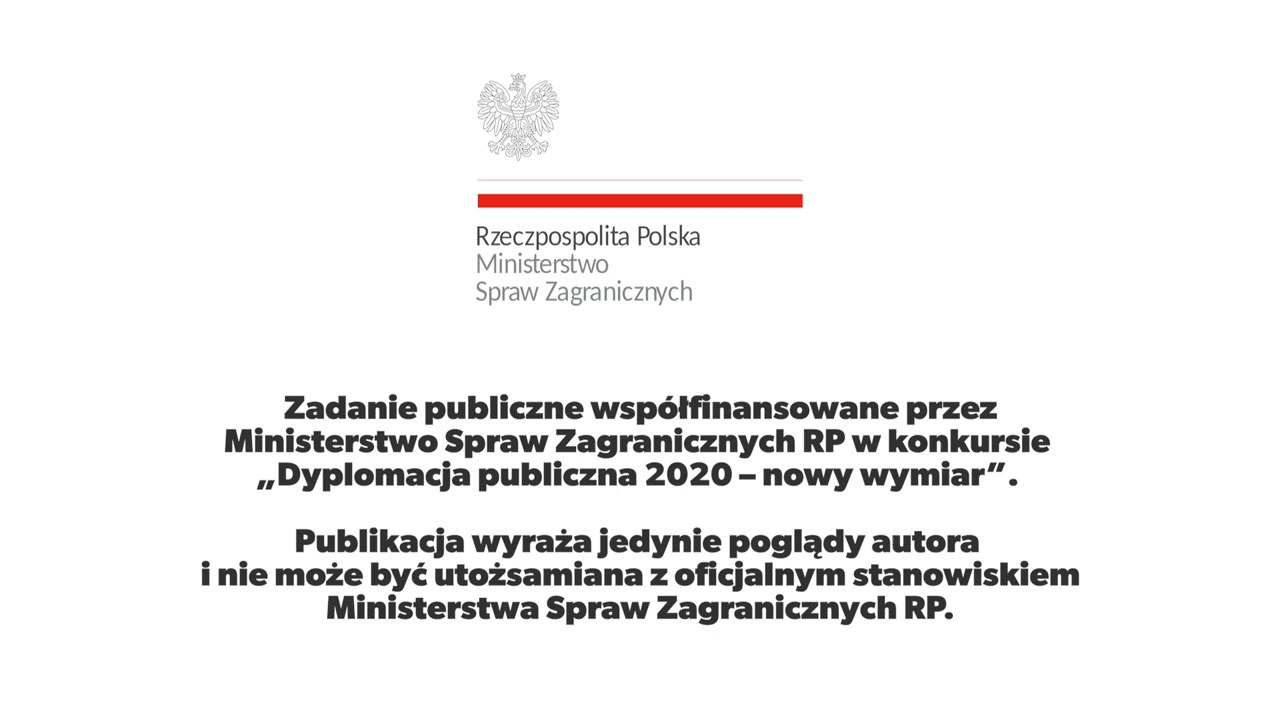 Rzeczpospolita Polska
Ministerstwo
Spraw Zagranicznych
Zadanie publiczne współfinansowane przez
Ministerstwo Spraw Zagranicznych RP w konkursie
„Dyplomacja publiczna 2020 – nowy wymiar”.
Publikacja wyraża jedynie poglądy autora
i nie może być utożsamiana z oficjalnym stanowiskiem
Ministerstwa Spraw Zagranicznych RP.